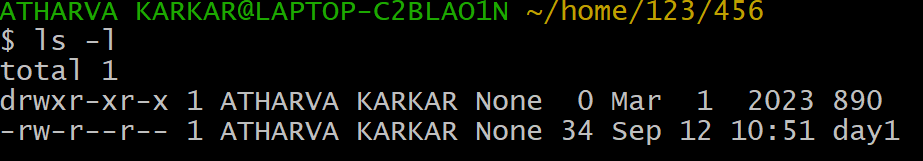 ATHARVA KARKAR@LAPTOP-C2BLAO1N ~/home/123/456
$ ls -l
total 1
drwxr-xr-x 1 ATHARVA KARKAR None  0 Mar  1  2023 890
-rw-r--r-- 1 ATHARVA KARKAR None 34 Sep 12 10:51 day1